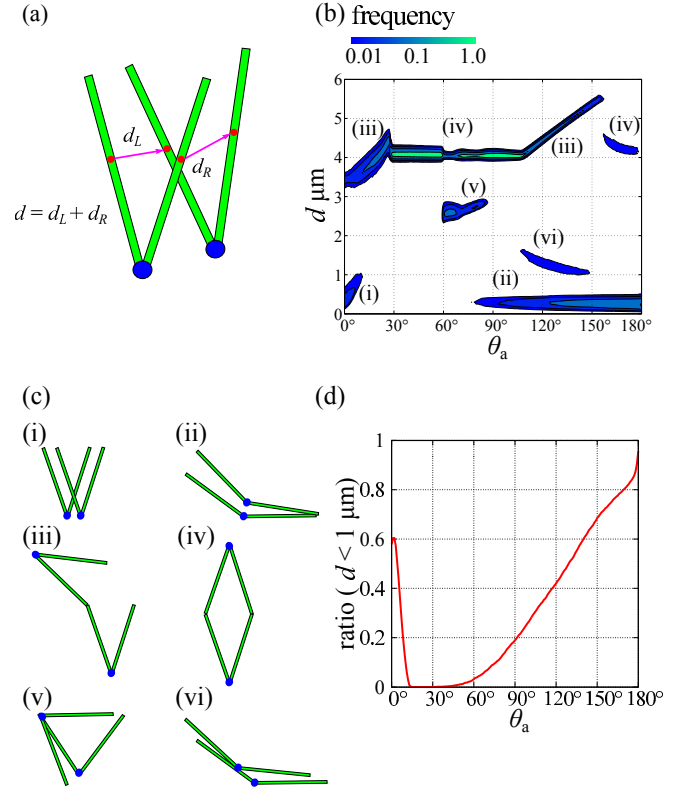 (a)
d_L
d_R
d = d_L + d_R
(b)
frequency
0.01 0.1 1.0
d μm
6
5
4
3
2
1
0
(iii)
(iv)
(iii)
(iv)
(v)
(vi)
(i)
(ii)
0° 30° 60° 90° 120° 150° 180°
θ_a
(c)
(i)
(ii)
(iii)
(iv)
(v)
(vi)
(d)
ratio ( d < 1 μm)
1
0.8
0.6
0.4
0.2
0
0° 30° 60° 90° 120° 150° 180°
θ_a